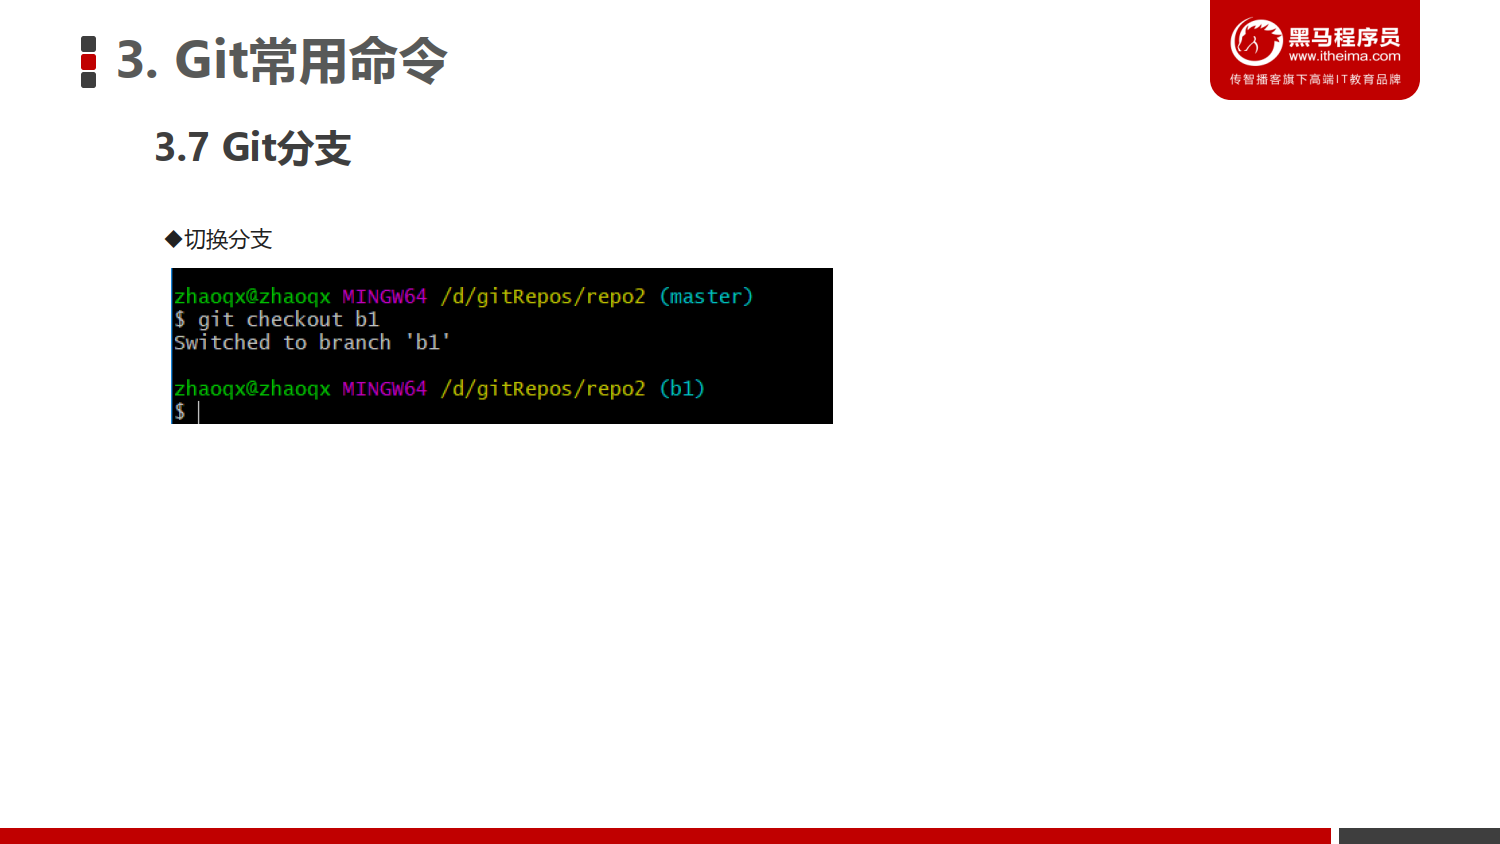 3. Git常用命令
黑马程序员
www.itheima.com
传智播客旗下高端IT教育品牌
3.7 Git分支
◆切换分支
zhaoqx@zhaoqx MINGW64 /d/gitRepos/repo2 (master)
$ git checkout b1
Switched to branch 'b1'
zhaoqx@zhaoqx MINGW64 /d/gitRepos/repo2 (b1)
$